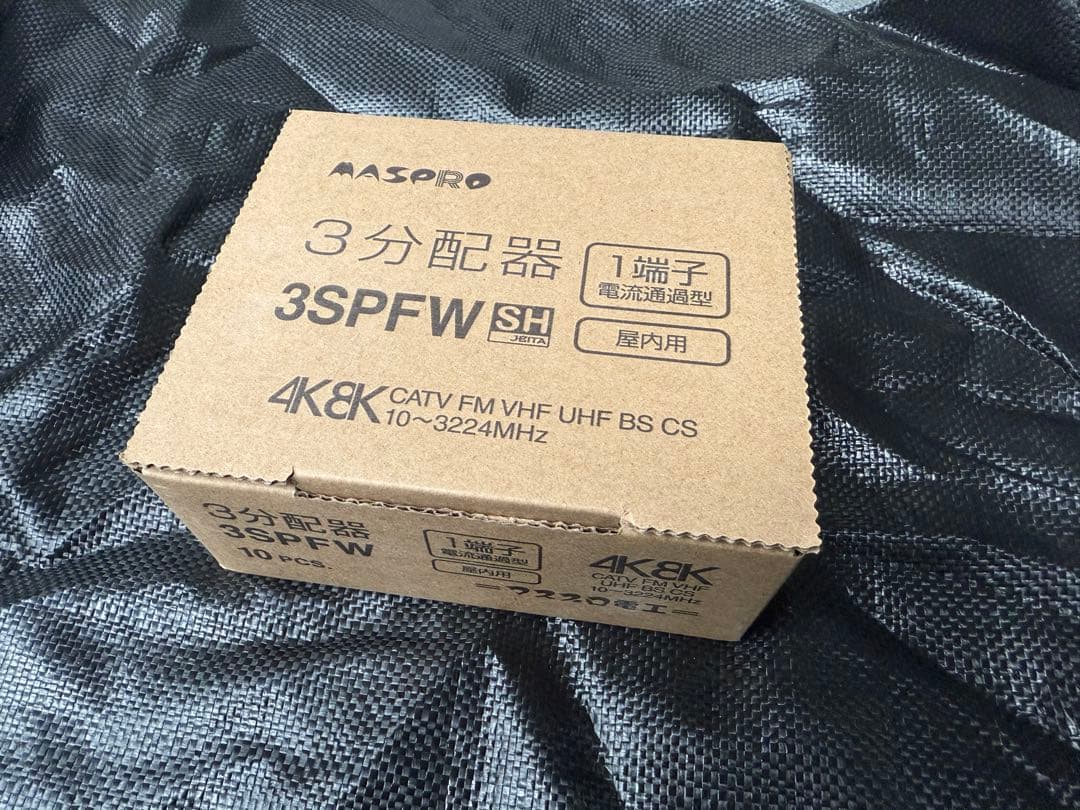 MASPRO
3分配器
1端子
電流通過型
3SPFW SH
JEITA
屋内用
4K8K CATV FM VHF UHF BS CS
10～3224MHz
3分配器
3SPFW
10 PCS.
1端子
電流通過型
屋内用
4K8K
CATV FM VHF
UHF BS CS
10～3224MHz
＝マスプロ電工＝